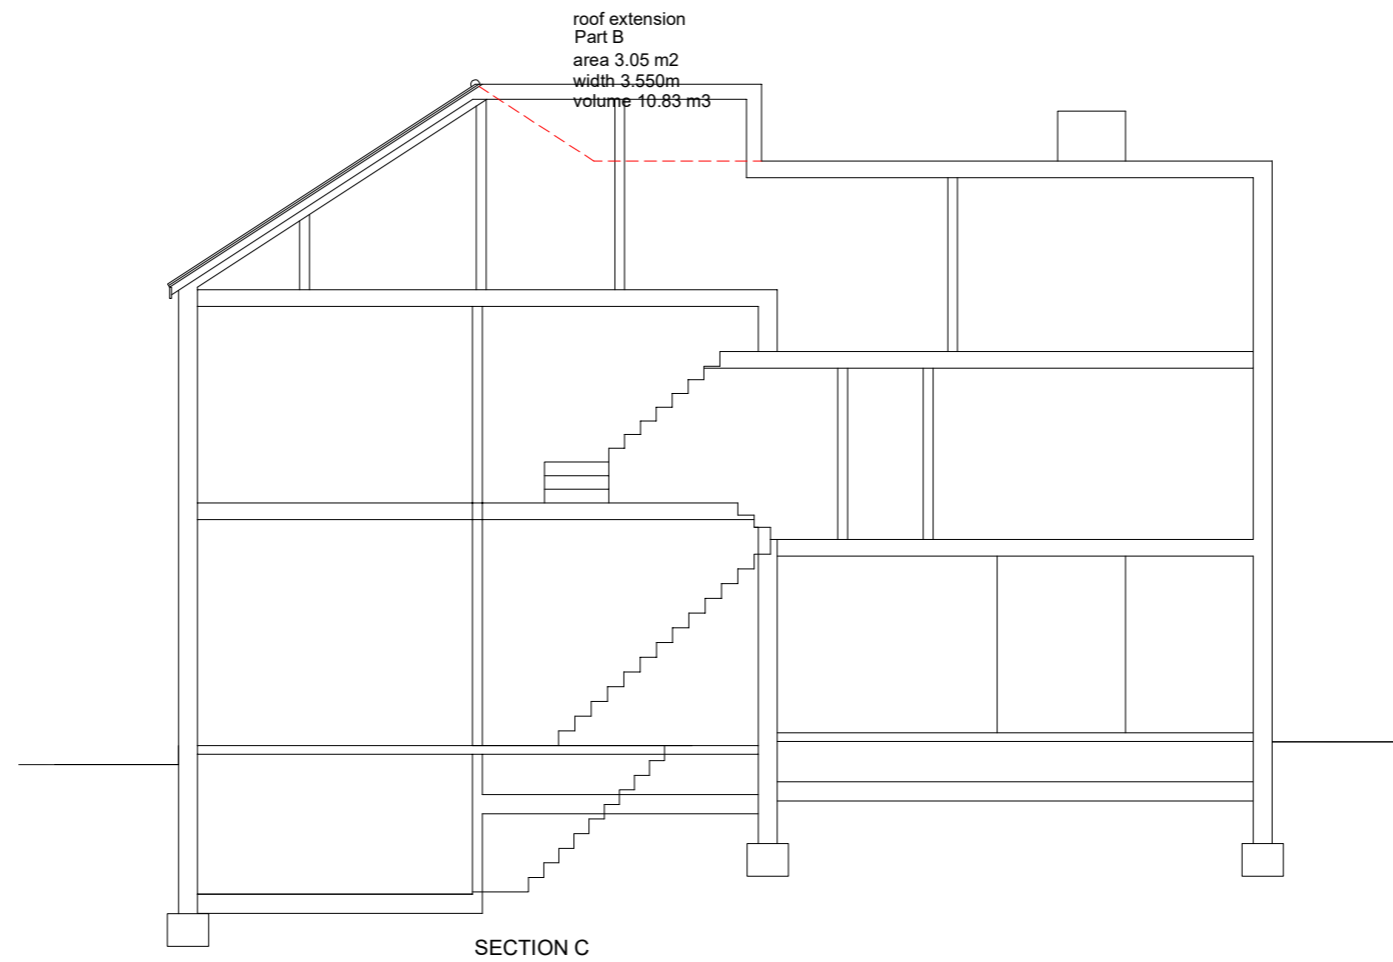 roof extension
Part B
area 3.05 m2
width 3.550m
volume 10.83 m3
SECTION C